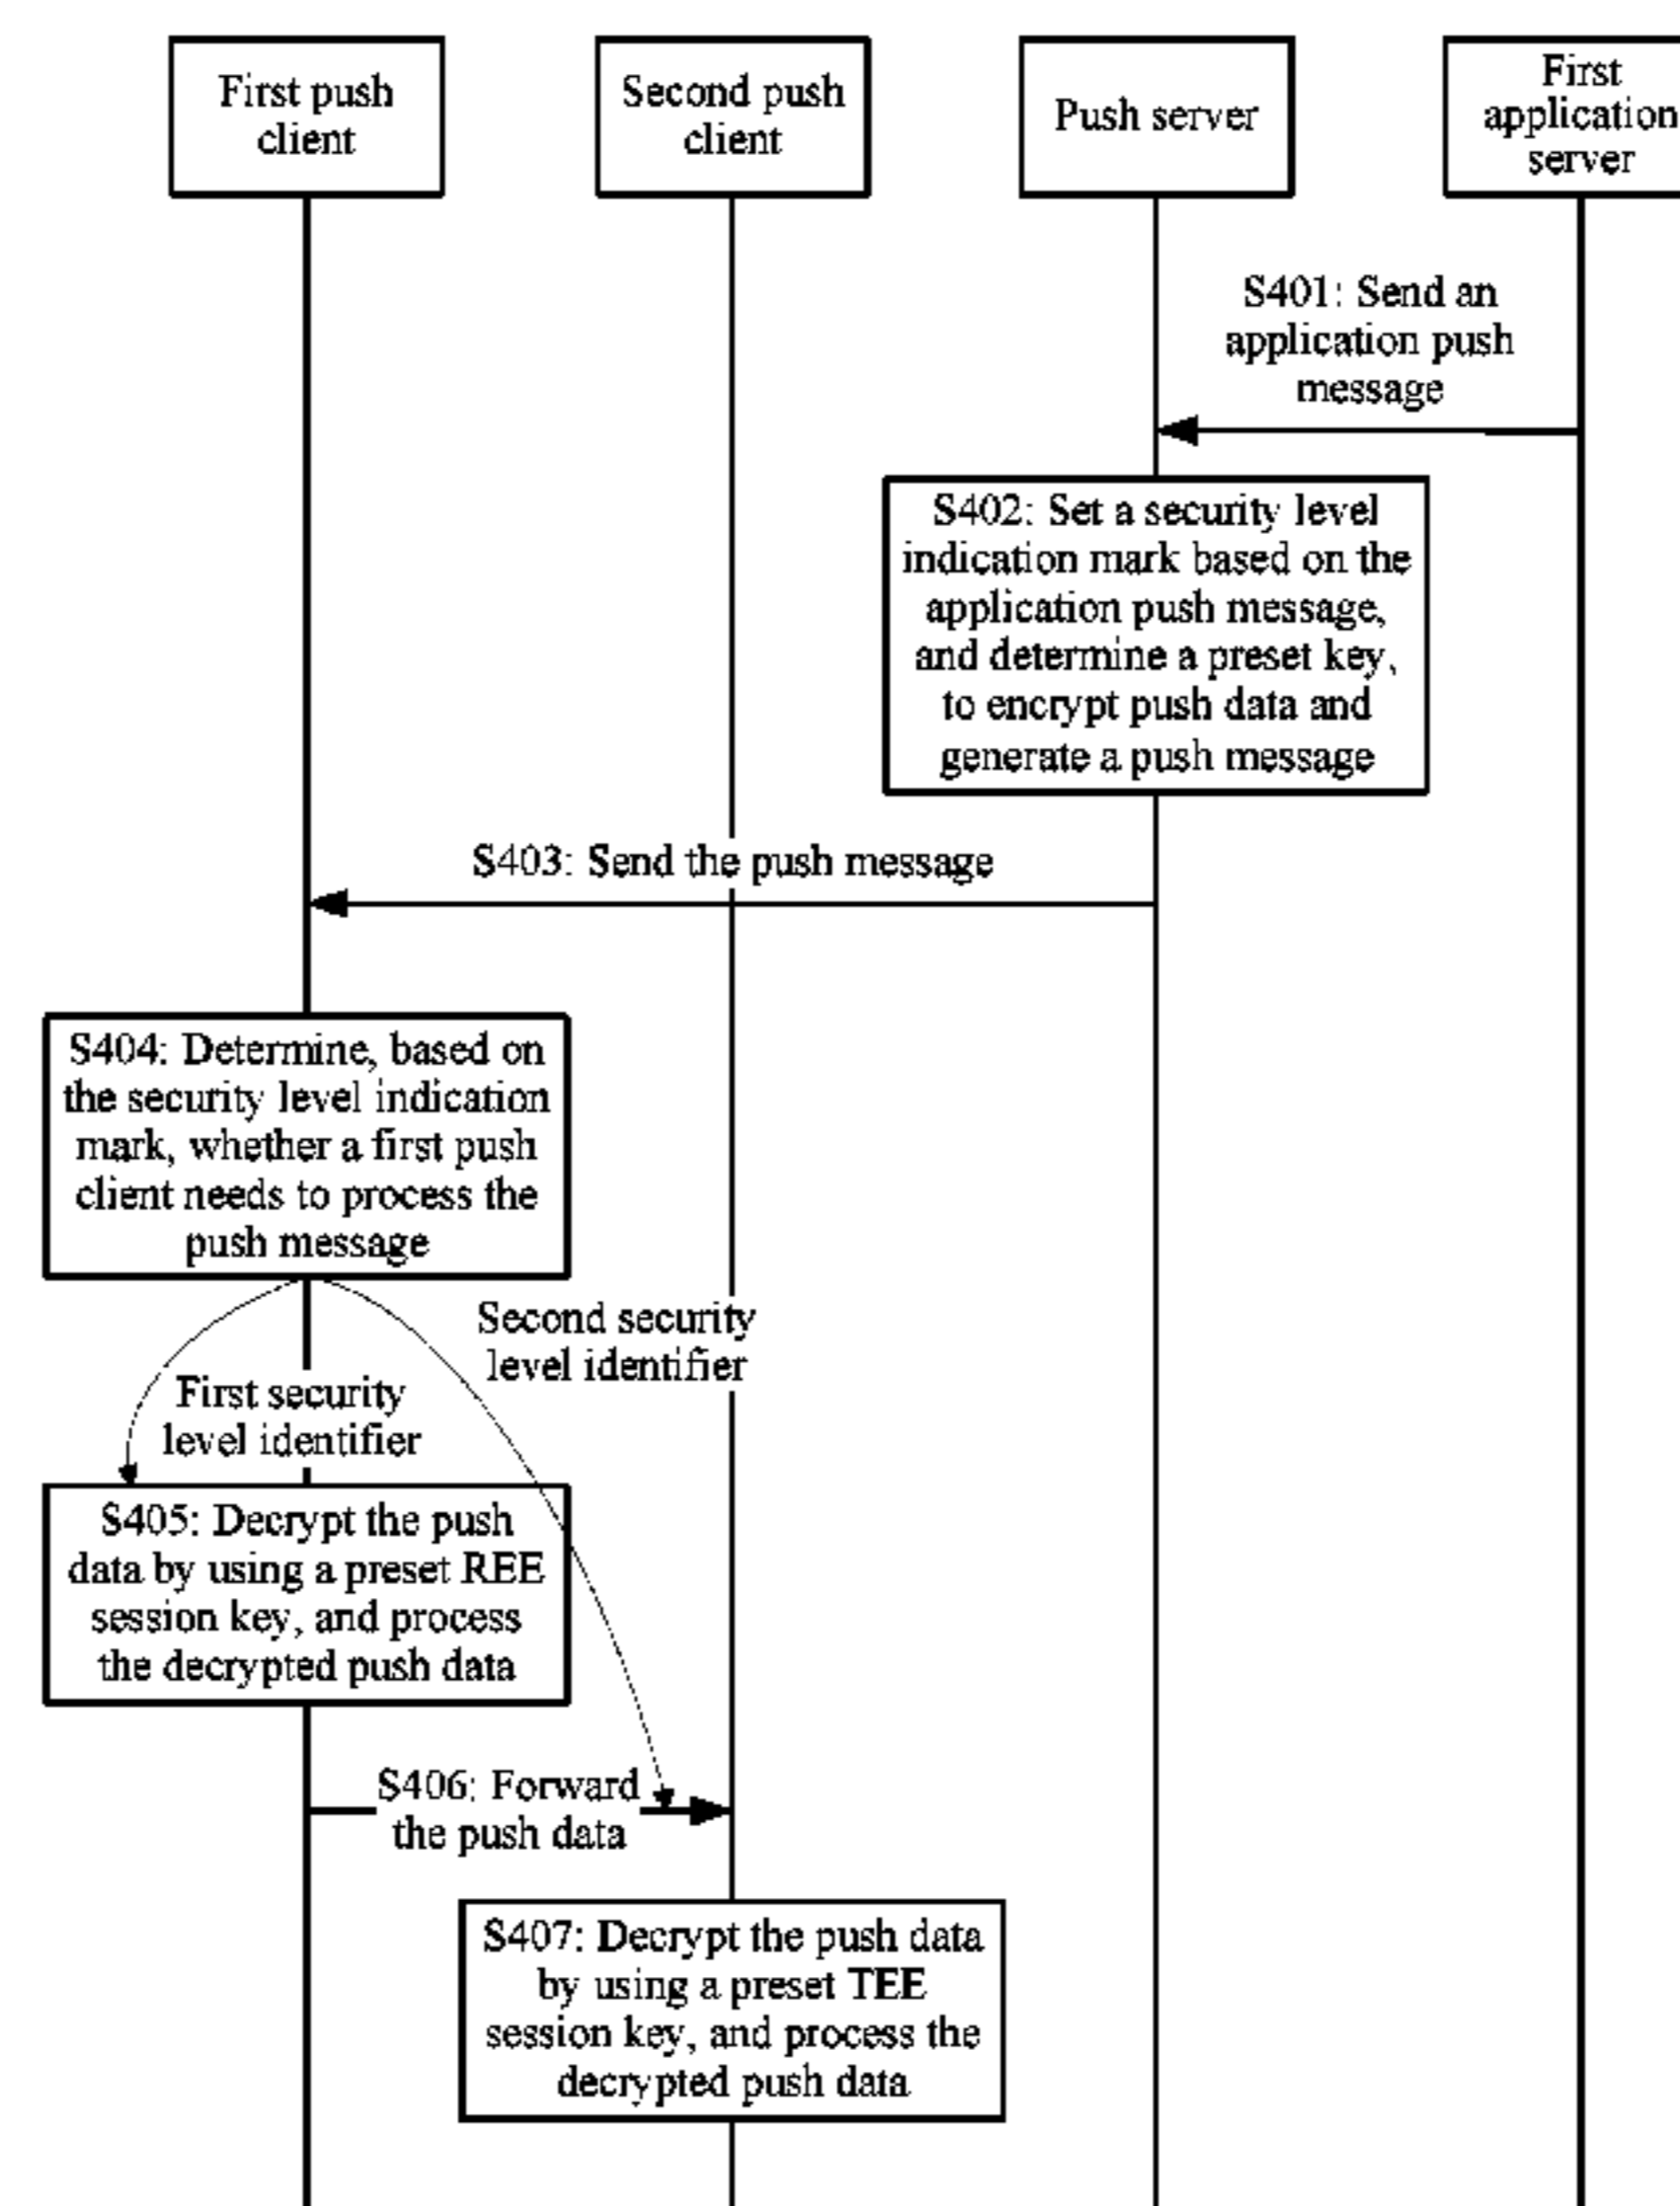 First push
client
Second push
client
Push server
First
application
server
S401: Send an
application push
message
S402: Set a security level
indication mark based on the
application push message,
and determine a preset key,
to encrypt push data and
generate a push message
S403: Send the push message
S404: Determine, based on
the security level indication
mark, whether a first push
client needs to process the
push message
Second security
level identifier
First security
level identifier
S405: Decrypt the push
data by using a preset REE
session key, and process
the decrypted push data
S406: Forward
the push data
S407: Decrypt the push data
by using a preset TEE
session key, and process the
decrypted push data